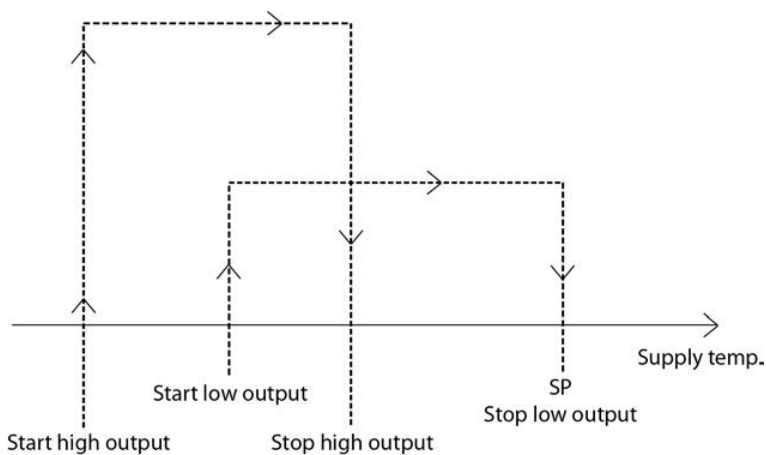 Supply temp.
Start low output
SP
Stop low output
Start high output
Stop high output